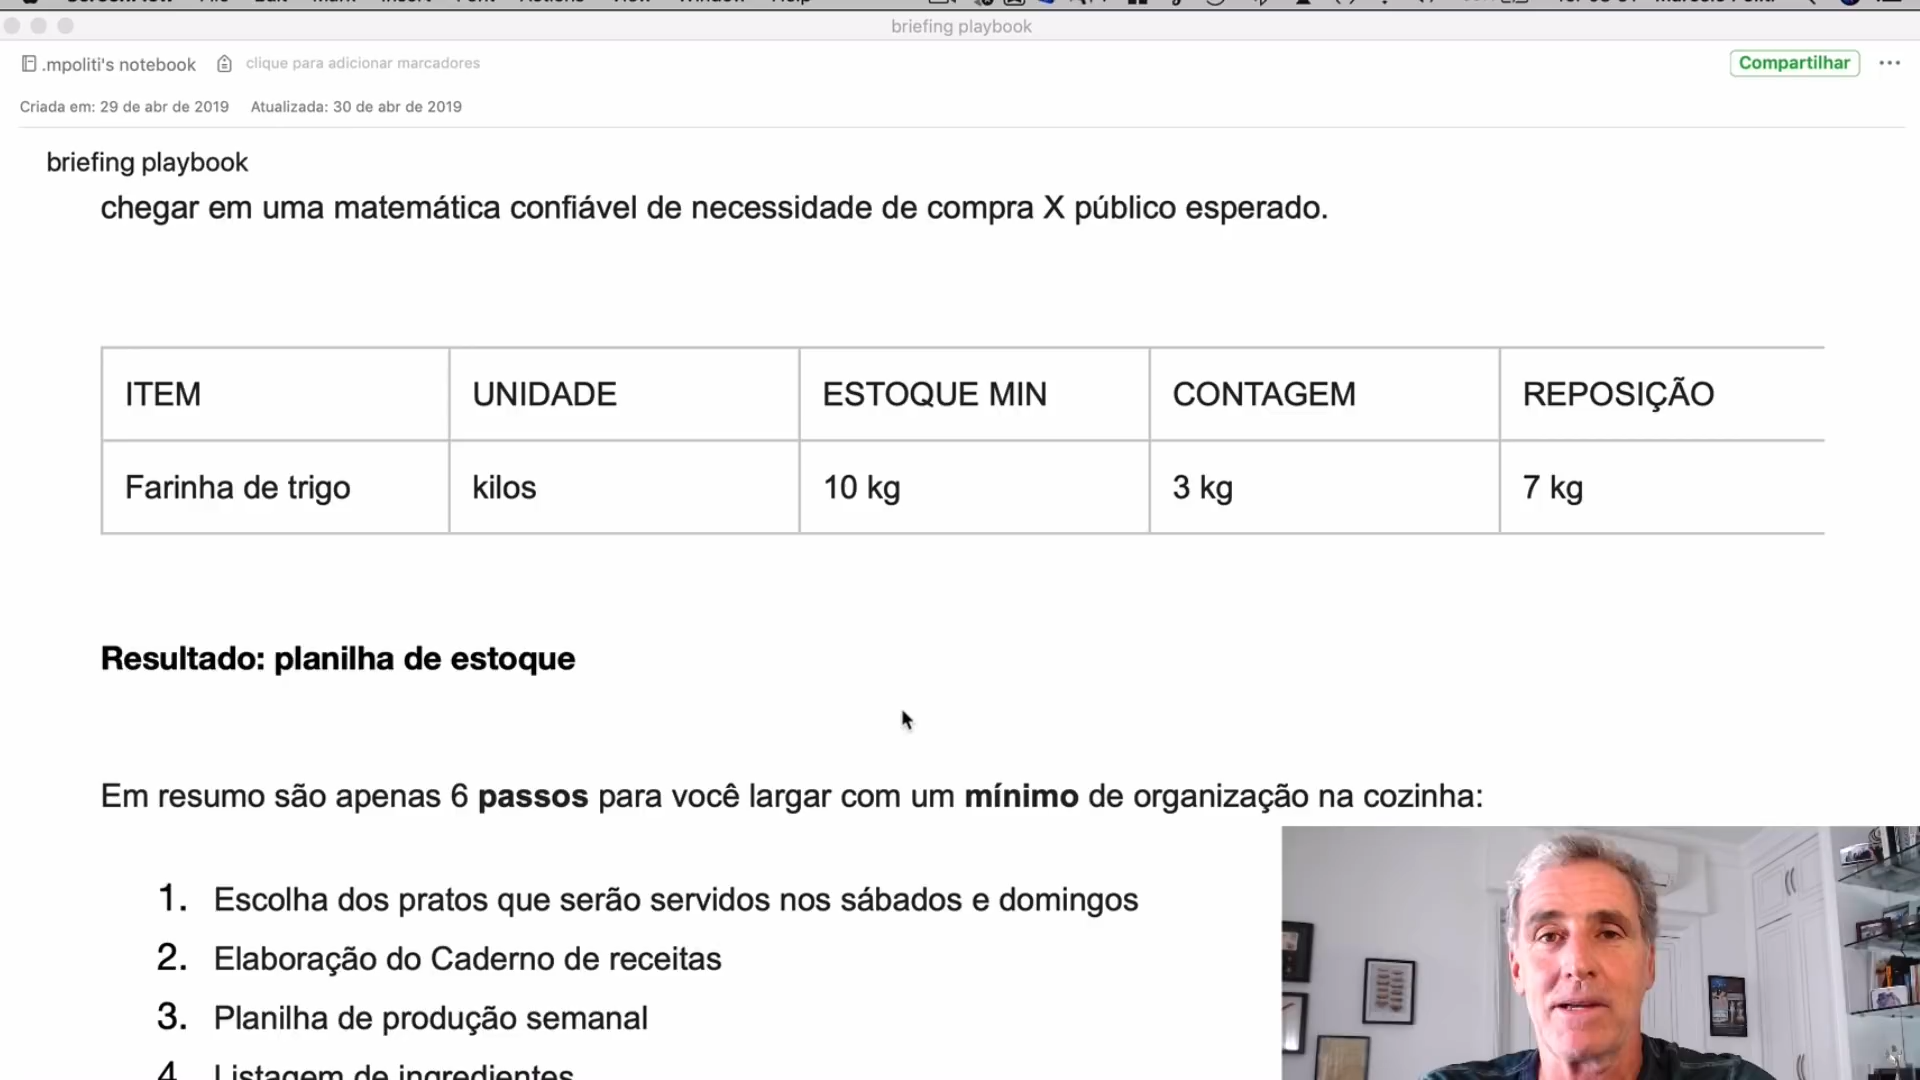 briefing playbook
.mpoliti's notebook clique para adicionar marcadores Compartilhar
Criada em: 29 de abr de 2019 Atualizada: 30 de abr de 2019
briefing playbook
chegar em uma matemática confiável de necessidade de compra X público esperado.
ITEM UNIDADE ESTOQUE MIN CONTAGEM REPOSIÇÃO
Farinha de trigo kilos 10 kg 3 kg 7 kg
Resultado: planilha de estoque
Em resumo são apenas 6 passos para você largar com um mínimo de organização na cozinha:
1. Escolha dos pratos que serão servidos nos sábados e domingos
2. Elaboração do Caderno de receitas
3. Planilha de produção semanal
4. Listagem de ingredientes